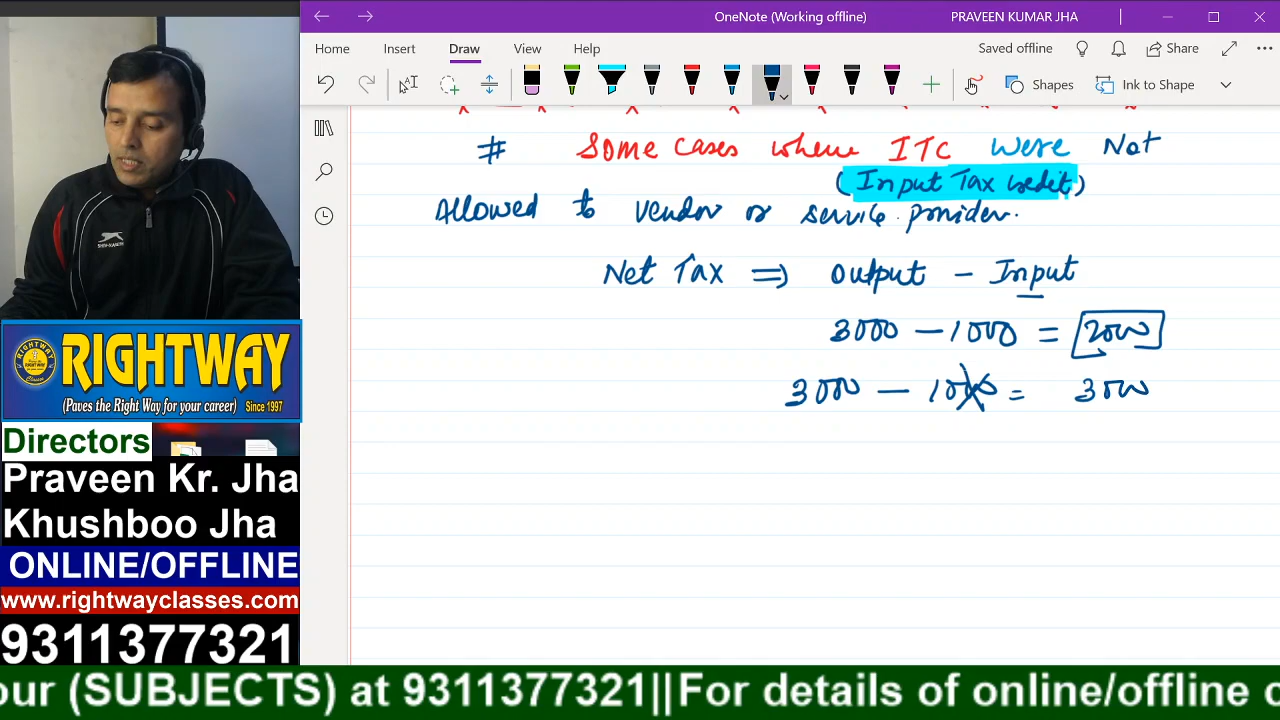 OneNote (Working offline)
PRAVEEN KUMAR JHA
Home Insert Draw View Help
Saved offline
Share
Shapes
Ink to Shape
# Some cases where ITC were Not
(Input Tax credit)
Allowed to vendor or service provider.
Net Tax ⇒ Output - Input
3000 - 1000 = 2000
3000 - 1000 = 3000
RIGHTWAY
Classes
(Paves the Right Way for your career) Since 1997
Directors
Praveen Kr. Jha
Khushboo Jha
ONLINE/OFFLINE
www.rightwayclasses.com
9311377321
our (SUBJECTS) at 9311377321||For details of online/offline c